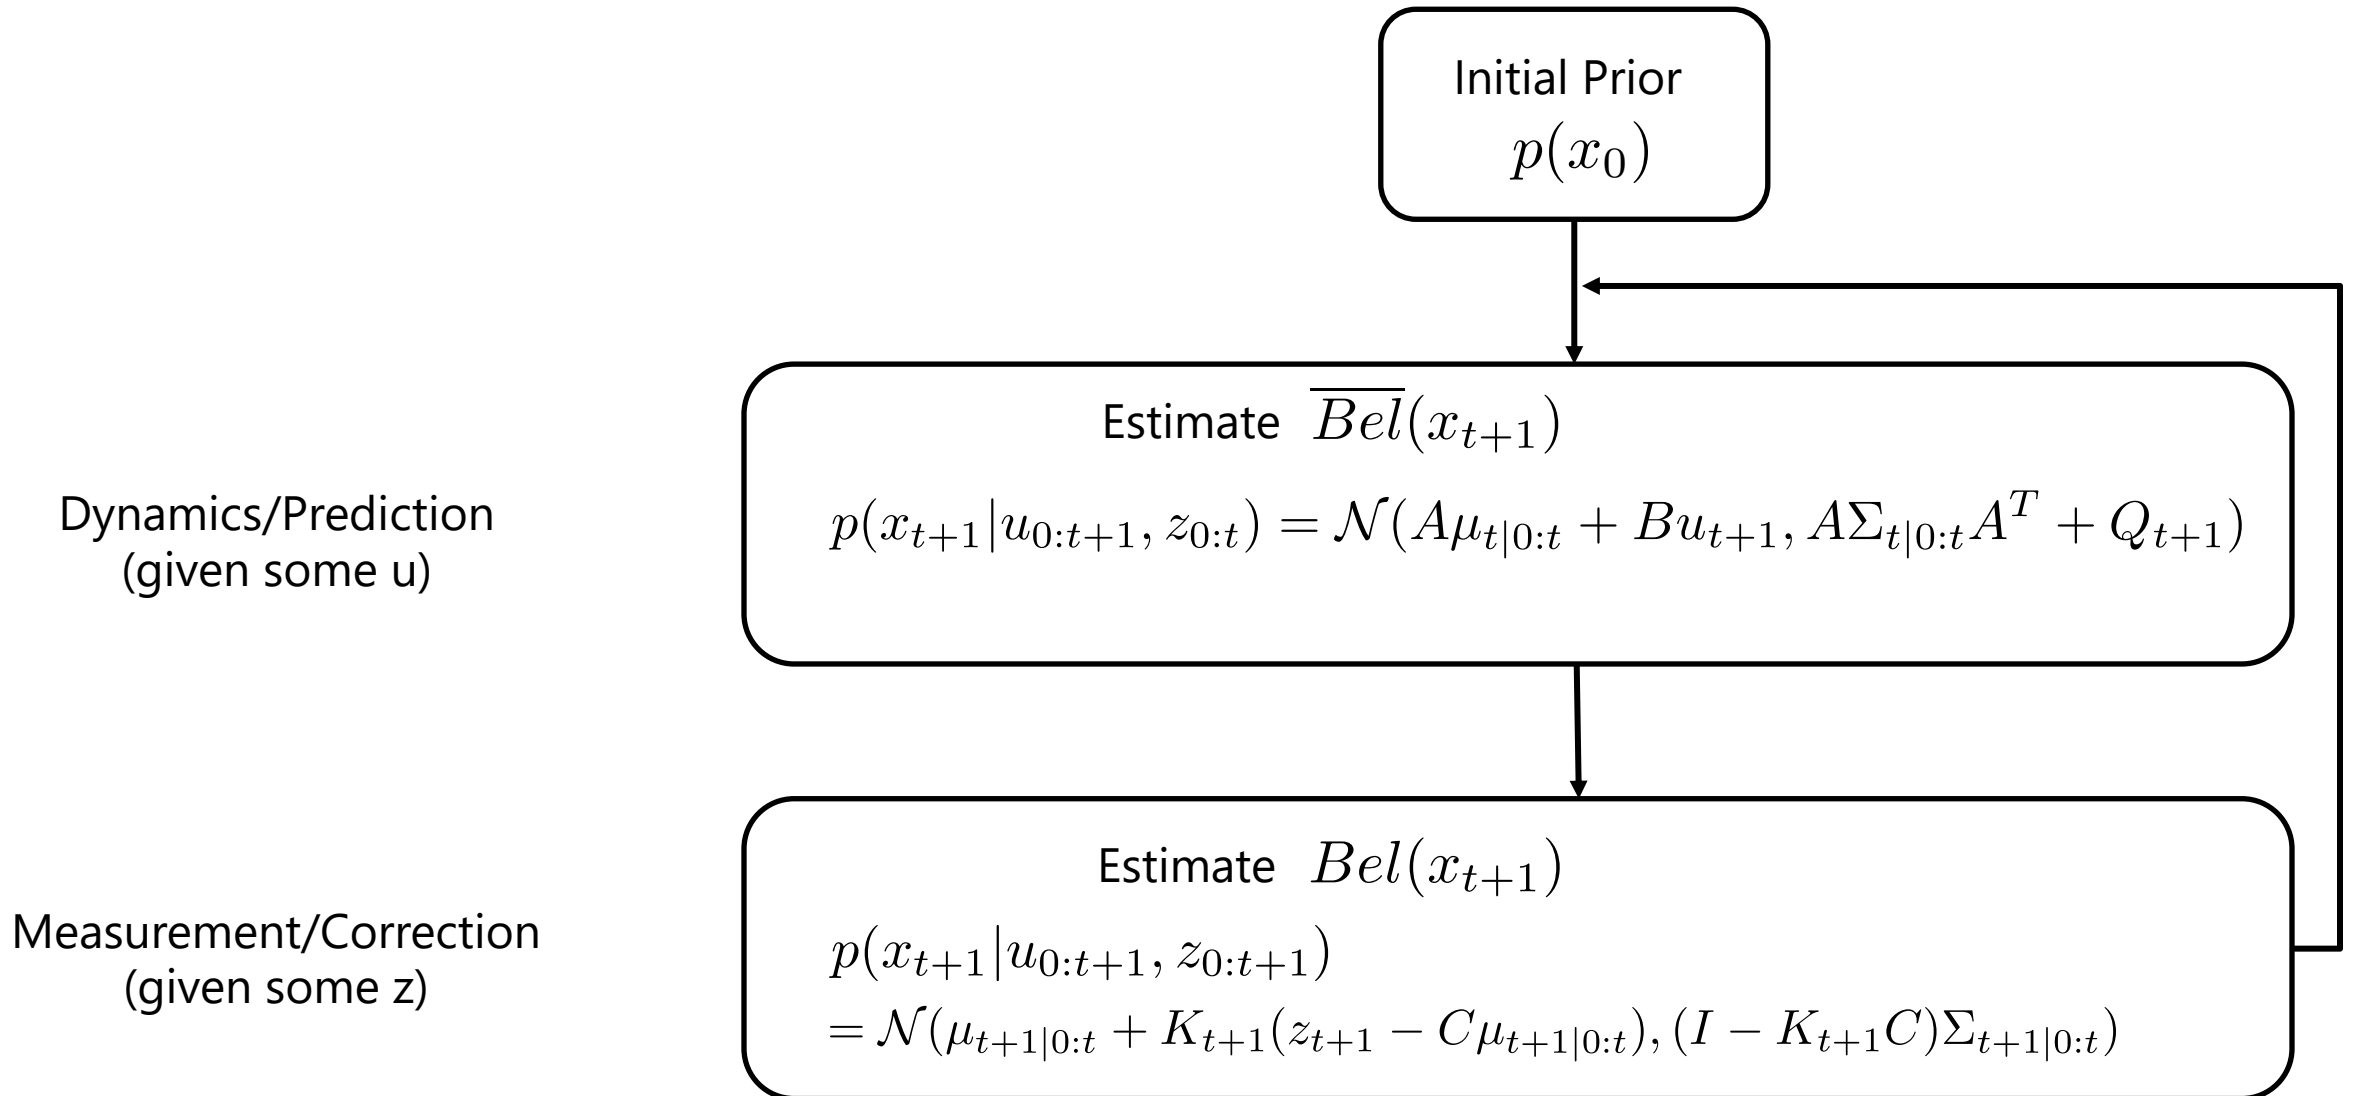 Initial Prior
$p(x_0)$
Estimate $\overline{Bel}(x_{t+1})$
Dynamics/Prediction
(given some u)
$p(x_{t+1}|u_{0:t+1}, z_{0:t}) = \mathcal{N}(A\mu_{t|0:t} + Bu_{t+1}, A\Sigma_{t|0:t}A^T + Q_{t+1})$
Estimate $Bel(x_{t+1})$
Measurement/Correction
(given some z)
$p(x_{t+1}|u_{0:t+1}, z_{0:t+1})$
$= \mathcal{N}(\mu_{t+1|0:t} + K_{t+1}(z_{t+1} - C\mu_{t+1|0:t}), (I - K_{t+1}C)\Sigma_{t+1|0:t})$